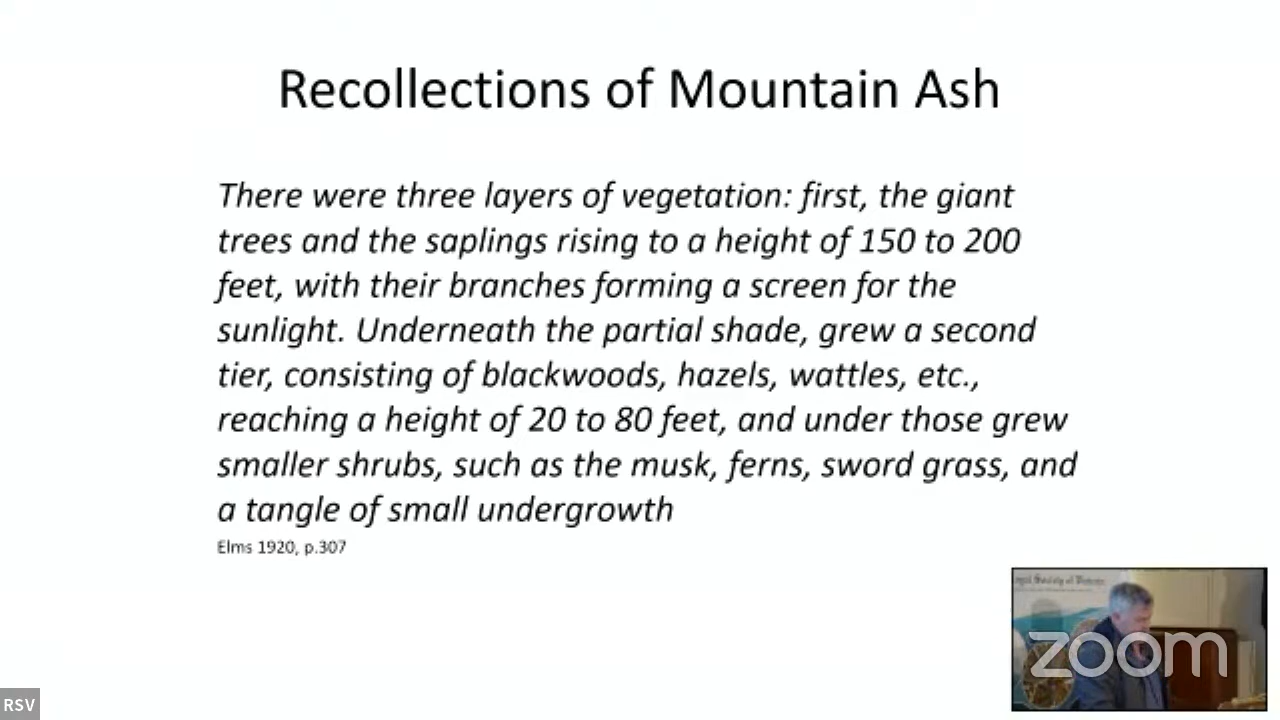 Recollections of Mountain Ash
There were three layers of vegetation: first, the giant
trees and the saplings rising to a height of 150 to 200
feet, with their branches forming a screen for the
sunlight. Underneath the partial shade, grew a second
tier, consisting of blackwoods, hazels, wattles, etc.,
reaching a height of 20 to 80 feet, and under those grew
smaller shrubs, such as the musk, ferns, sword grass, and
a tangle of small undergrowth
Elms 1920, p.307
Society of
zoom
RSV